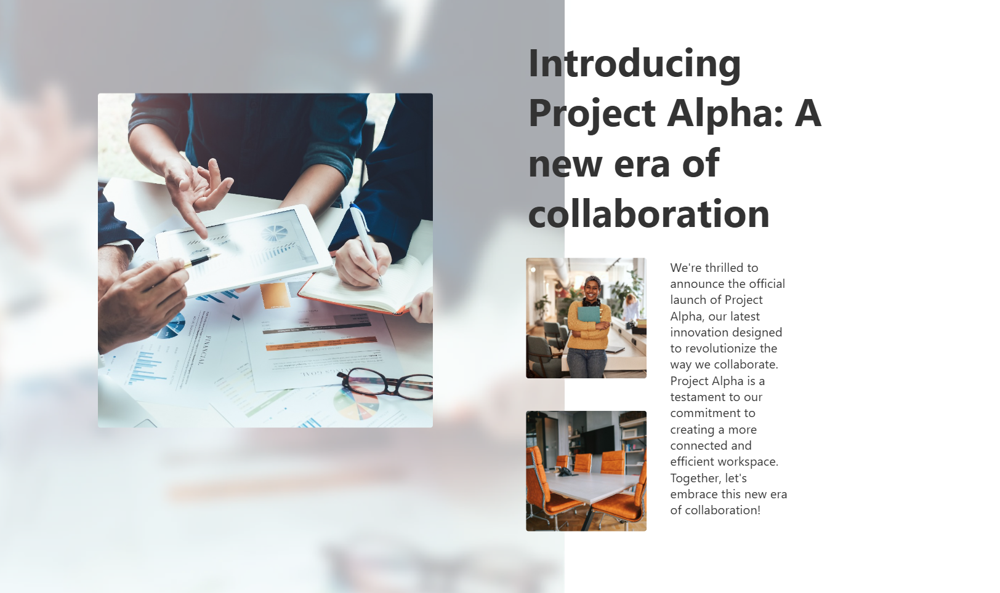 Introducing
Project Alpha: A
new era of
collaboration
We're thrilled to
announce the official
launch of Project
Alpha, our latest
innovation designed
to revolutionize the
way we collaborate.
Project Alpha is a
testament to our
commitment to
creating a more
connected and
efficient workspace.
Together, let's
embrace this new era
of collaboration!
FINANCIAL